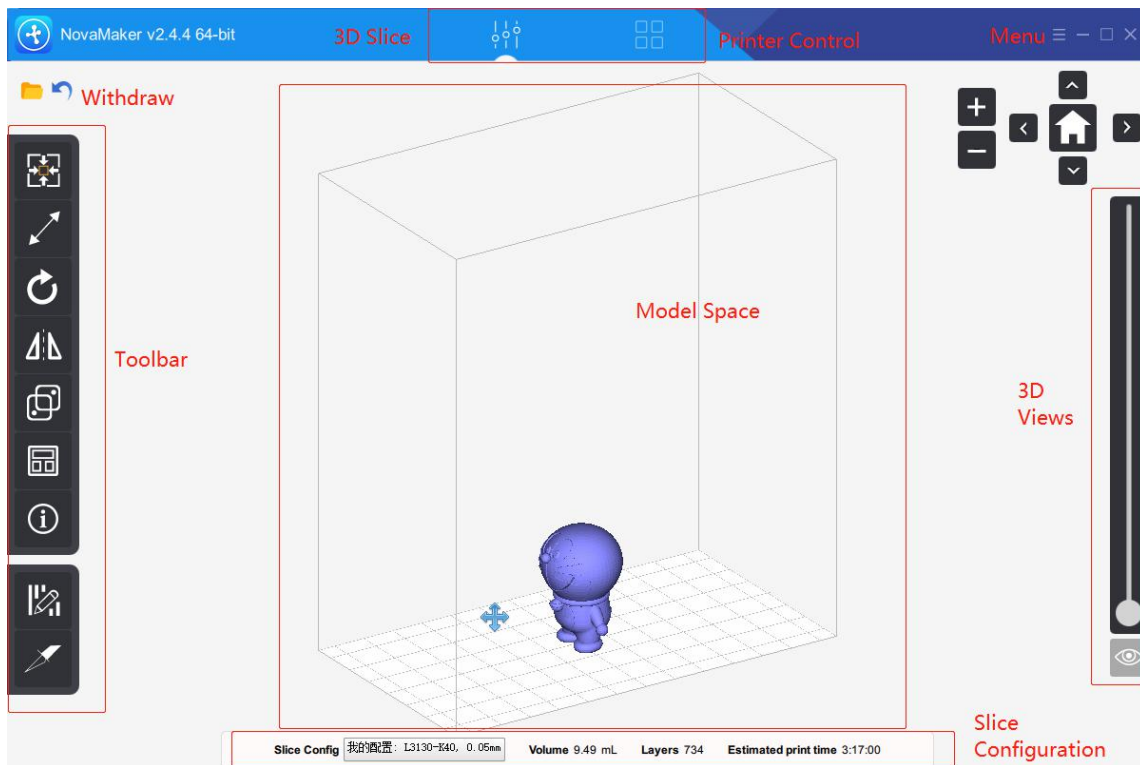 NovaMaker v2.4.4 64-bit
3D Slice
Printer Control
Menu
Withdraw
Model Space
Toolbar
3D
Views
Slice Config 我的配置: L3130-K40, 0.05mm Volume 9.49 mL Layers 734 Estimated print time 3:17:00
Slice
Configuration